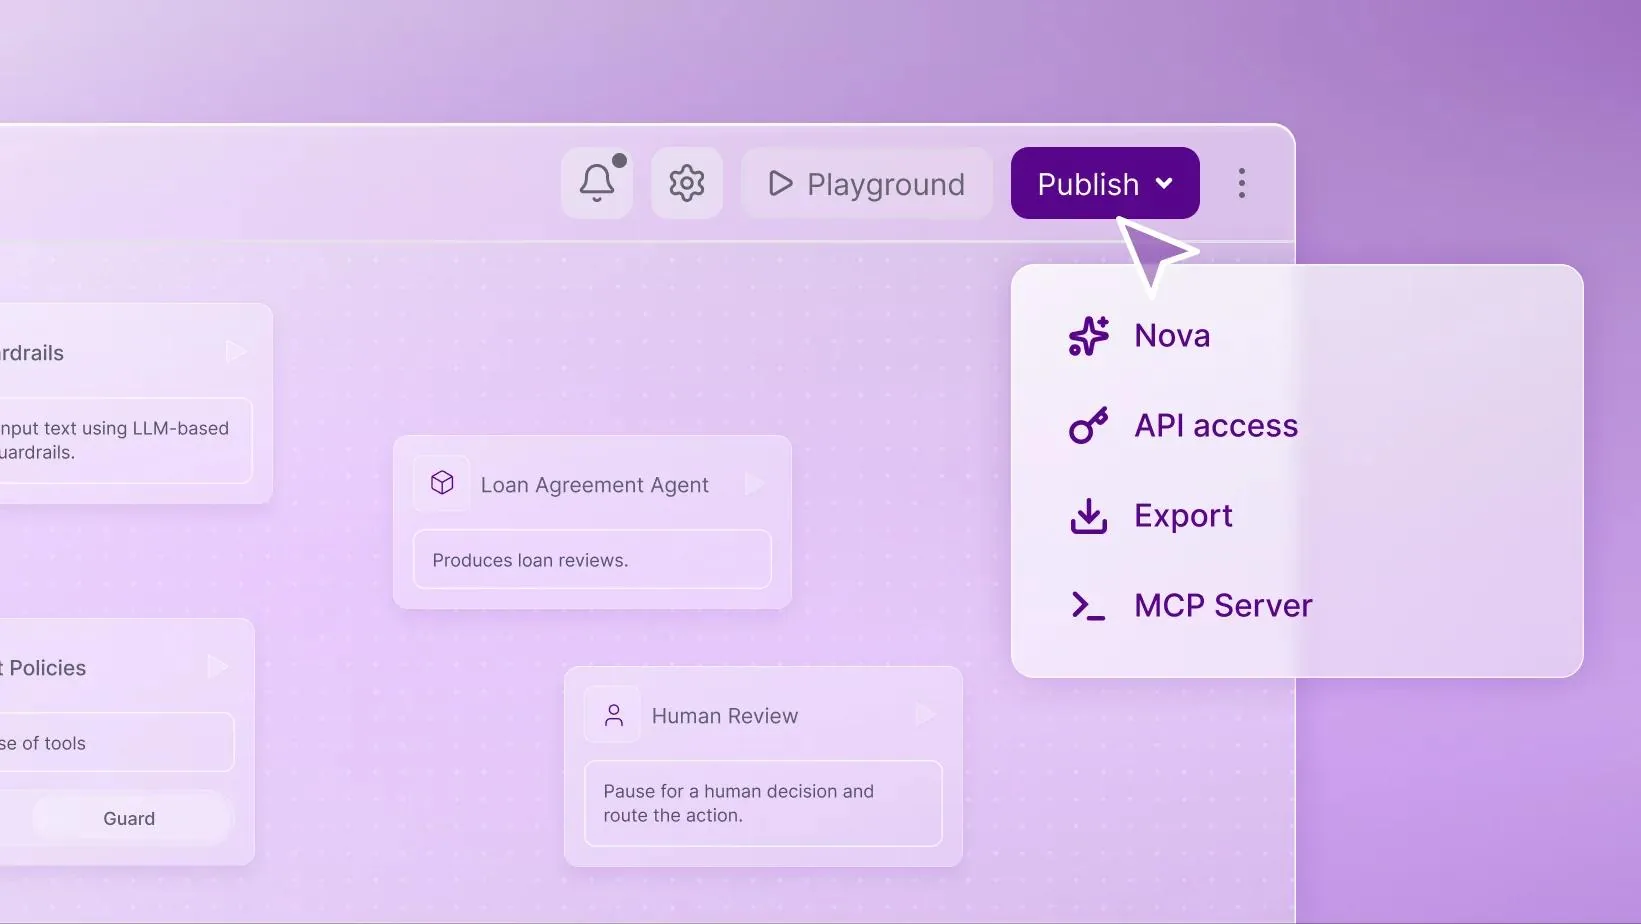 Playground
Publish
Nova
API access
Export
MCP Server
rdrails
nput text using LLM-based
uardrails.
Loan Agreement Agent
Produces loan reviews.
t Policies
se of tools
Guard
Human Review
Pause for a human decision and
route the action.